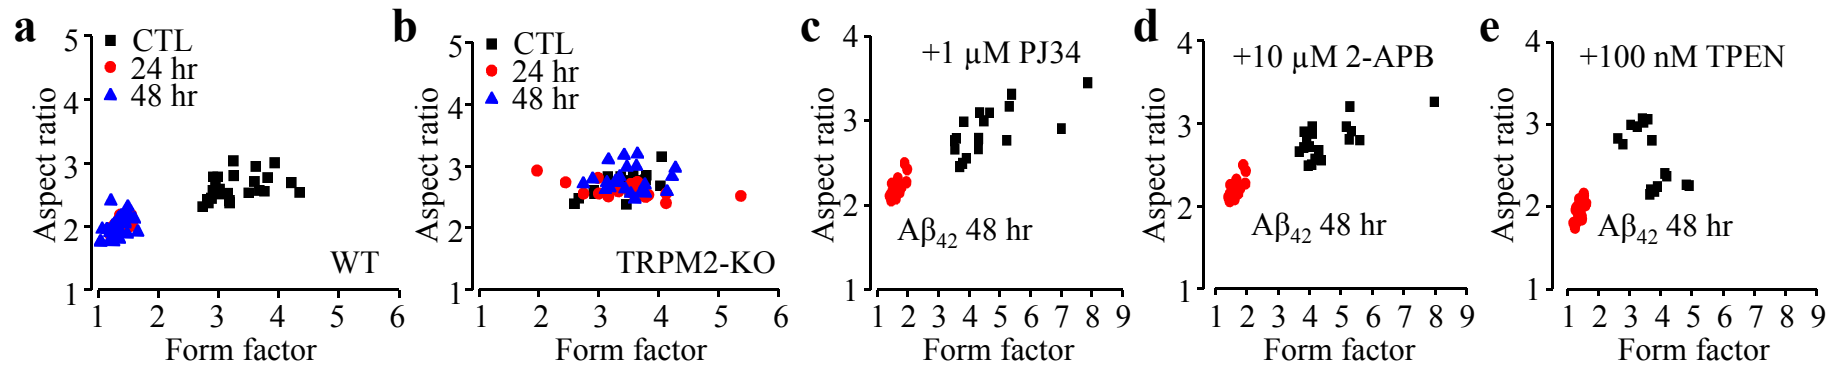 a
5
4
3
2
1
Aspect ratio
CTL
24 hr
48 hr
WT
1 2 3 4 5 6
Form factor
b
5
4
3
2
1
Aspect ratio
CTL
24 hr
48 hr
TRPM2-KO
1 2 3 4 5 6
Form factor
c
4
3
2
1
Aspect ratio
+1 µM PJ34
Aβ42 48 hr
1 2 3 4 5 6 7 8 9
Form factor
d
4
3
2
1
Aspect ratio
+10 µM 2-APB
Aβ42 48 hr
1 2 3 4 5 6 7 8 9
Form factor
e
4
3
2
1
Aspect ratio
+100 nM TPEN
Aβ42 48 hr
1 2 3 4 5 6 7 8 9
Form factor